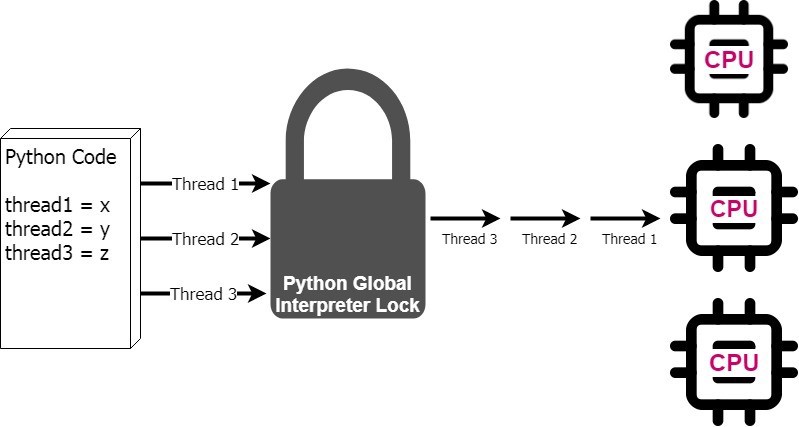 Python Code
thread1 = x
thread2 = y
thread3 = z
Thread 1
Thread 2
Thread 3
Python Global
Interpreter Lock
Thread 3
Thread 2
Thread 1
CPU
CPU
CPU